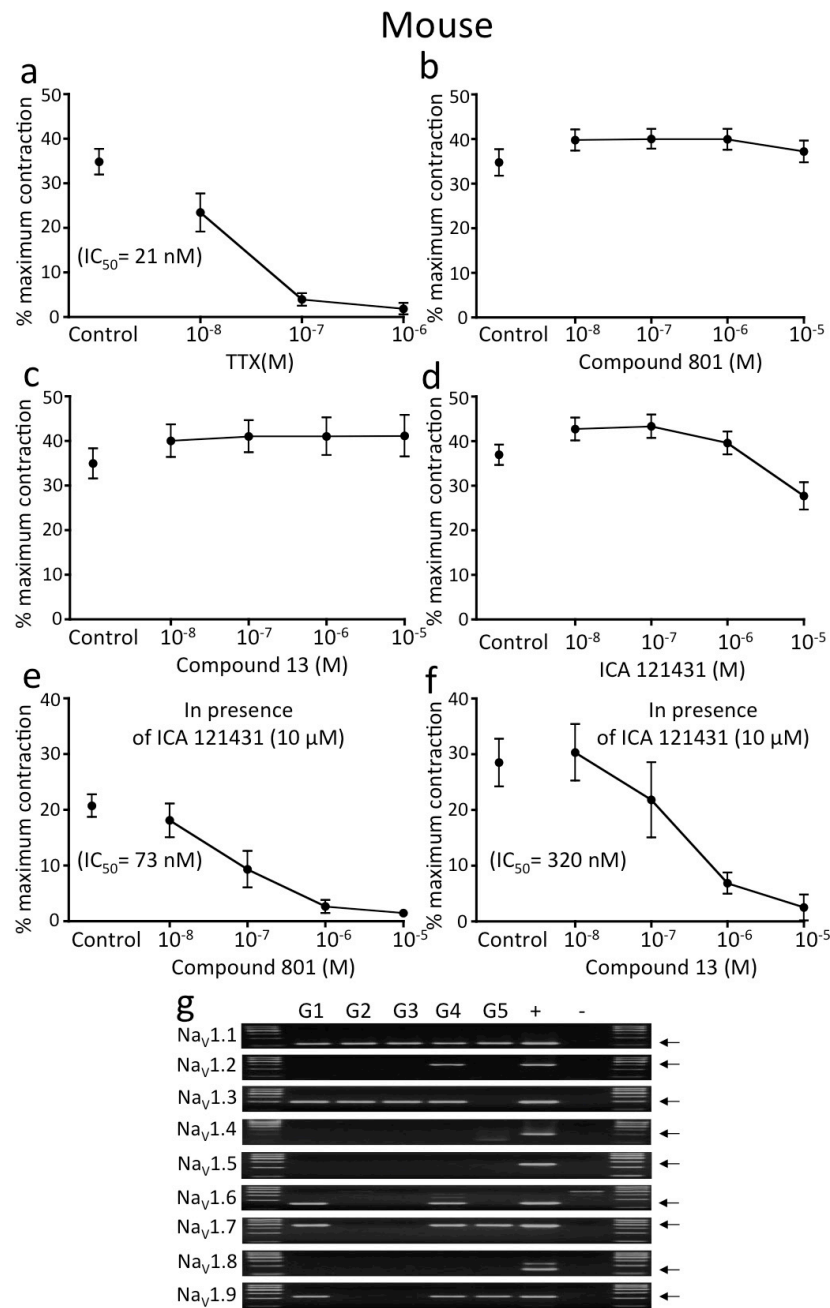 Mouse
a
b
% maximum contraction
50
40
30
20
10
0
(IC50= 21 nM)
Control
10-8
10-7
10-6
TTX(M)
% maximum contraction
50
40
30
20
10
0
Control
10-8
10-7
10-6
10-5
Compound 801 (M)
c
d
% maximum contraction
50
40
30
20
10
0
Control
10-8
10-7
10-6
10-5
Compound 13 (M)
% maximum contraction
50
40
30
20
10
0
Control
10-8
10-7
10-6
10-5
ICA 121431 (M)
e
f
% maximum contraction
40
30
20
10
0
In presence
of ICA 121431 (10 μM)
(IC50= 73 nM)
Control
10-8
10-7
10-6
10-5
Compound 801 (M)
% maximum contraction
40
30
20
10
0
In presence
of ICA 121431 (10 μM)
(IC50= 320 nM)
Control
10-8
10-7
10-6
10-5
Compound 13 (M)
g
G1 G2 G3 G4 G5 + -
NaV1.1
NaV1.2
NaV1.3
NaV1.4
NaV1.5
NaV1.6
NaV1.7
NaV1.8
NaV1.9